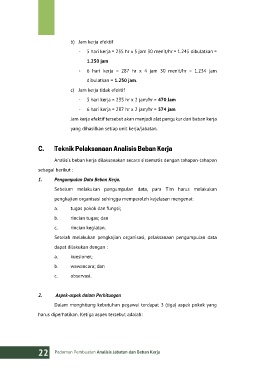 b) Jam kerja efektif
- 5 hari kerja = 235 hr x 5 jam 30 menit/hr = 1.245 dibulatkan =
1.250 jam
- 6 hari kerja = 287 hr x 4 jam 30 menit/hr = 1.234 jam
dibulatkan = 1.250 jam.
c) Jam kerja tidak efektif
- 5 hari kerja = 235 hr x 2 jam/hr = 470 jam
- 6 hari kerja = 287 hr x 2 jam/hr = 574 jam
Jam kerja efektif tersebut akan menjadi alat pengukur dari beban kerja
yang dihasilkan setiap unit kerja/jabatan.
C. Teknik Pelaksanaan Analisis Beban Kerja
Analisis beban kerja dilaksanakan secara sistematis dengan tahapan-tahapan
sebagai berikut :
1. Pengumpulan Data Beban Kerja.
Sebelum melakukan pengumpulan data, para Tim harus melakukan
pengkajian organisasi sehingga memperoleh kejelasan mengenai:
a. tugas pokok dan fungsi;
b. rincian tugas; dan
c. rincian kegiatan.
Setelah melakukan pengkajian organisasi, pelaksanaan pengumpulan data
dapat dilakukan dengan :
a. kuesioner;
b. wawancara; dan
c. observasi.
2. Aspek-aspek dalam Perhitungan
Dalam menghitung kebutuhan pegawai terdapat 3 (tiga) aspek pokok yang
harus diperhatikan. Ketiga aspek tersebut adalah:
22 Pedoman Pembuatan Analisis Jabatan dan Beban Kerja